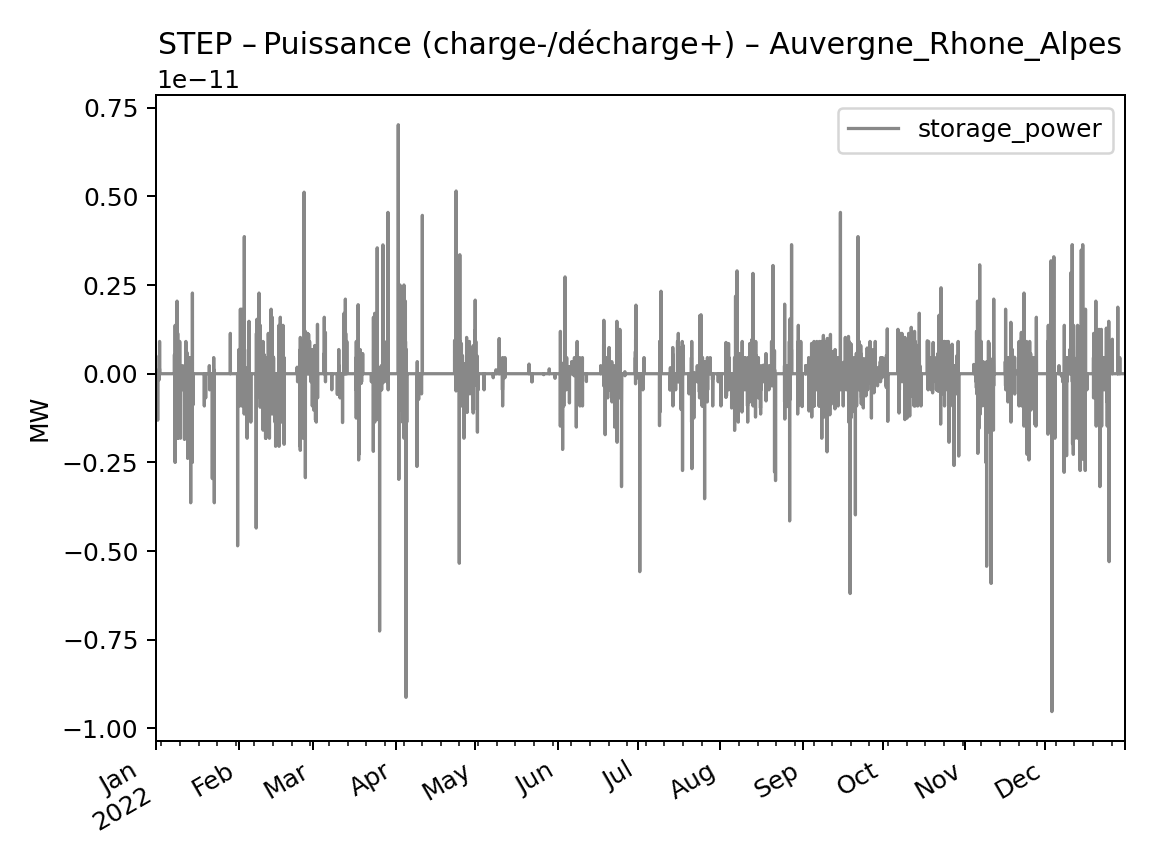 STEP – Puissance (charge-/décharge+) – Auvergne_Rhone_Alpes
1e−11
0.75
0.50
0.25
0.00
−0.25
−0.50
−0.75
−1.00
MW
storage_power
Jan
2022
Feb
Mar
Apr
May
Jun
Jul
Aug
Sep
Oct
Nov
Dec